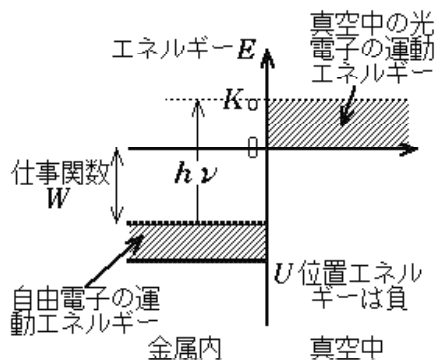 真空中の光
電子の運動
エネルギー
エネルギーE
K₀
0
仕事関数
W
hν
U位置エネル
ギーは負
自由電子の運
動エネルギー
金属内
真空中